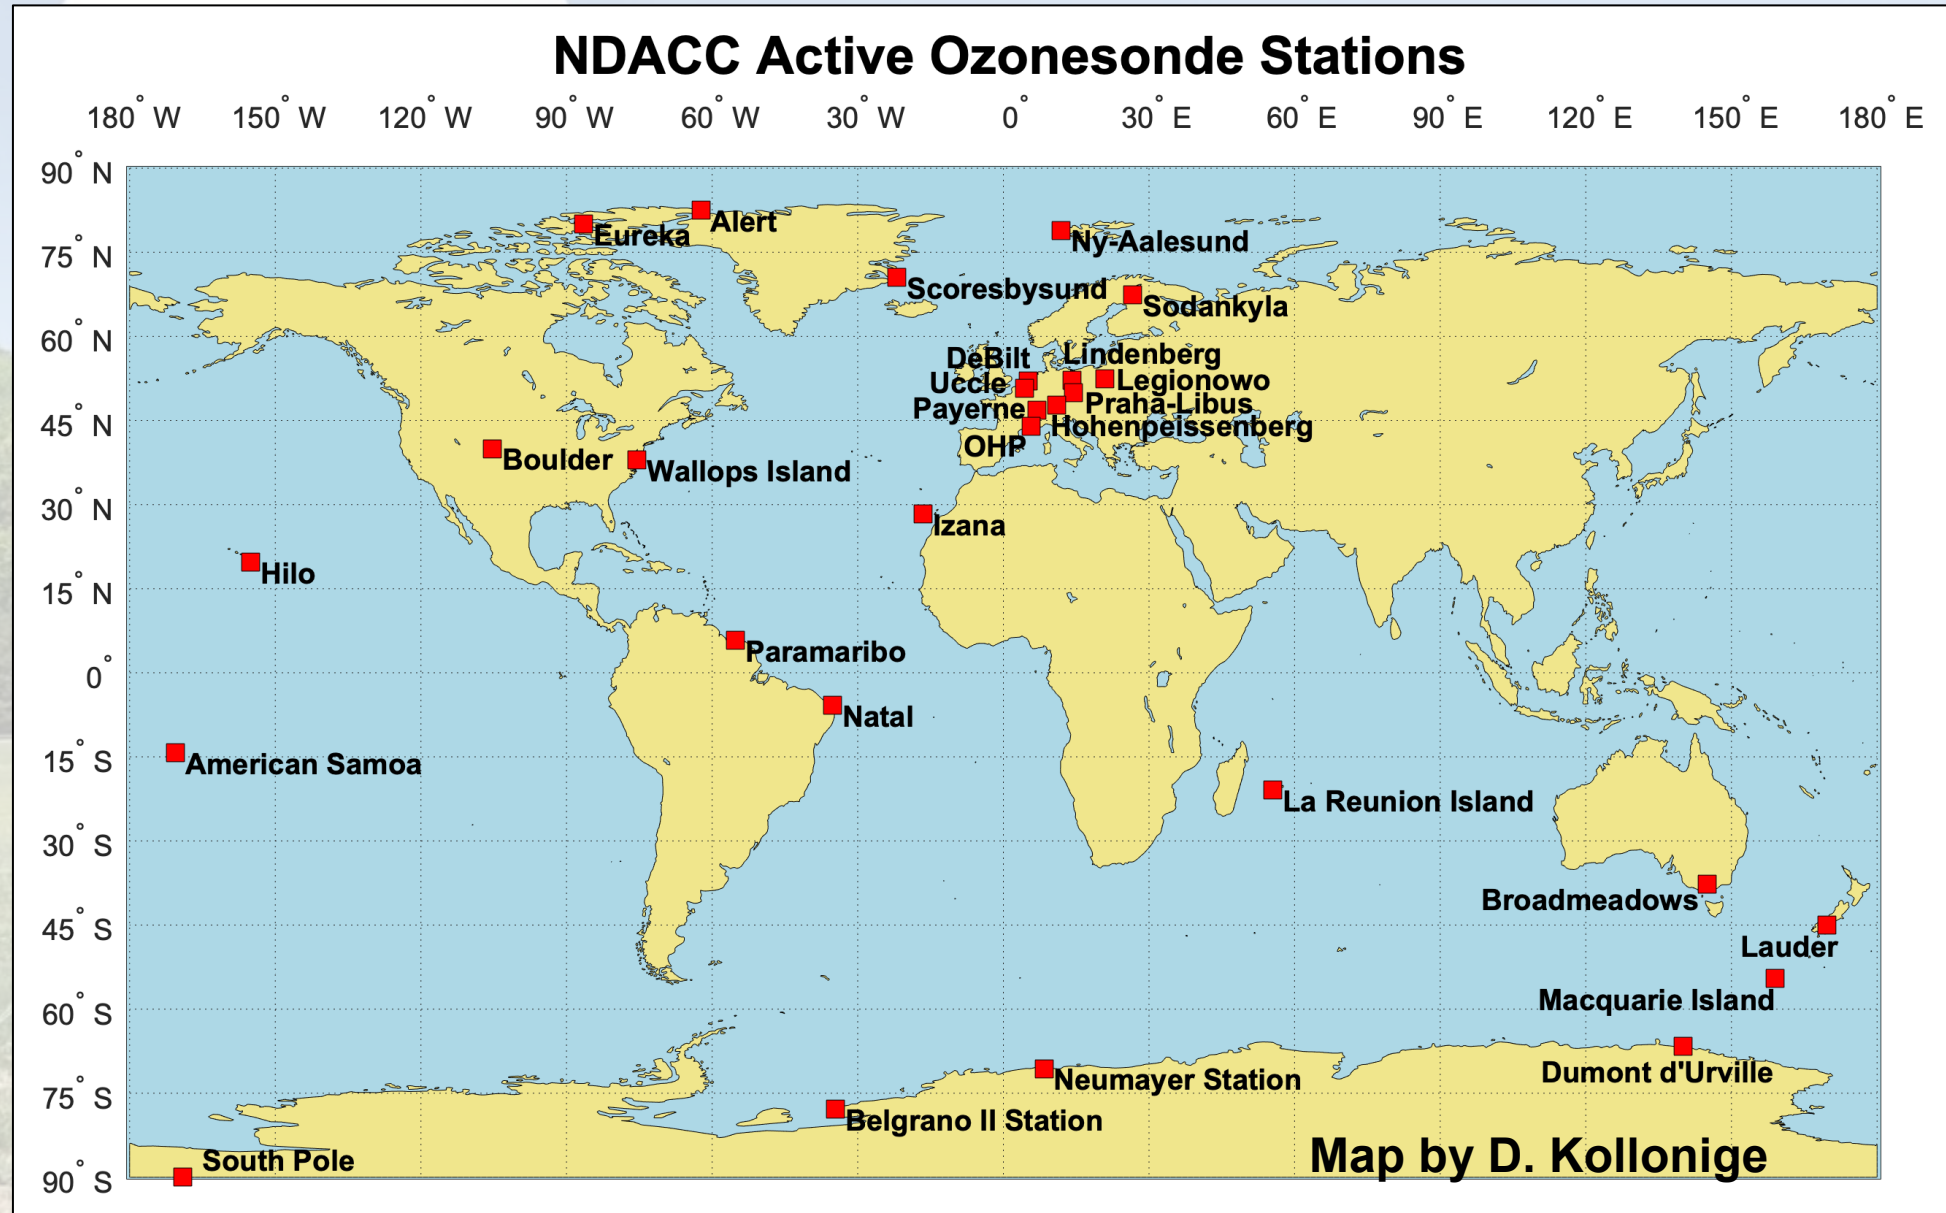 NDACC Active Ozonesonde Stations
180° W 150° W 120° W 90° W 60° W 30° W 0° 30° E 60° E 90° E 120° E 150° E 180° E
90° N
75° N
60° N
45° N
30° N
15° N
0°
15° S
30° S
45° S
60° S
75° S
90° S
Alert
Eureka
Ny-Aalesund
Scoresbysund
Sodankyla
DeBilt
Lindenberg
Uccle
Legionowo
Payerne
Praha-Libus
Hohenpeissenberg
OHP
Boulder
Wallops Island
Izana
Hilo
Paramaribo
Natal
American Samoa
La Reunion Island
Broadmeadows
Lauder
Macquarie Island
Dumont d'Urville
Neumayer Station
Belgrano II Station
South Pole
Map by D. Kollonige